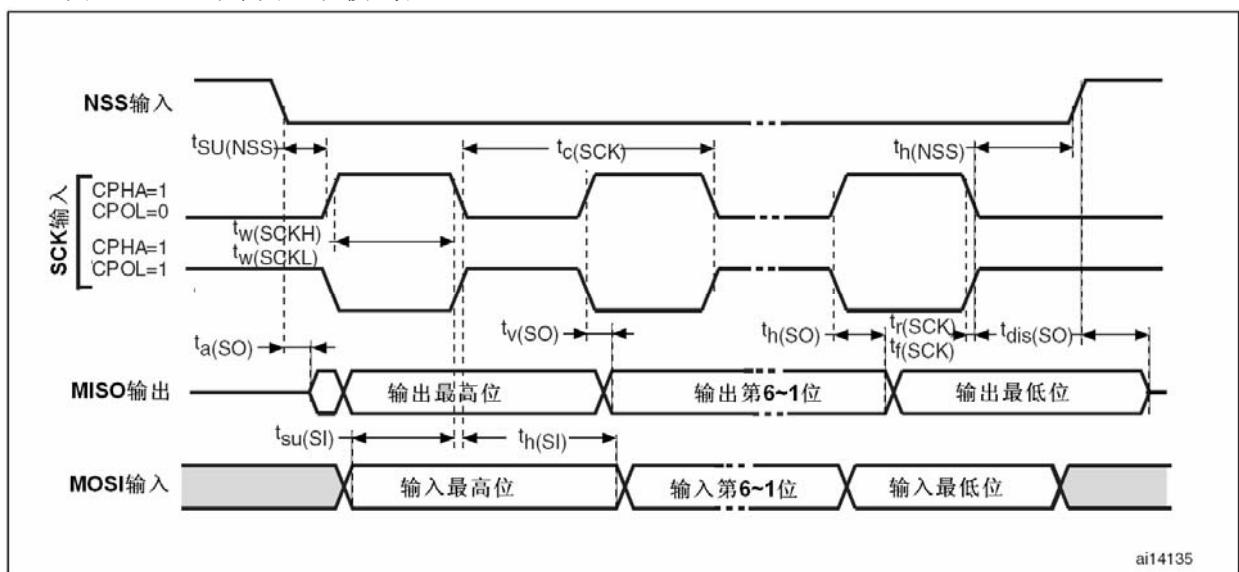 NSS输入
tSU(NSS)
tc(SCK)
th(NSS)
SCK输入
CPHA=1
CPOL=0
CPHA=1
CPOL=1
tw(SCKH)
tw(SCKL)
ta(SO)
tv(SO)
th(SO)
tr(SCK)
tf(SCK)
tdis(SO)
MISO输出
输出最高位
输出第6~1位
输出最低位
tsu(SI)
th(SI)
MOSI输入
输入最高位
输入第6~1位
输入最低位
ai14135